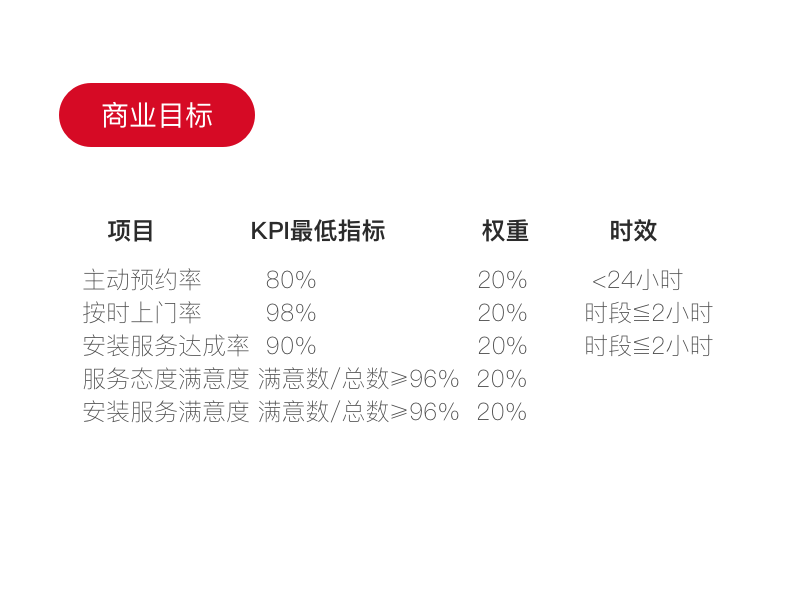 商业目标
项目 KPI最低指标 权重 时效
主动预约率 80% 20% <24小时
按时上门率 98% 20% 时段≦2小时
安装服务达成率 90% 20% 时段≦2小时
服务态度满意度 满意数/总数⩾96% 20%
安装服务满意度 满意数/总数⩾96% 20%